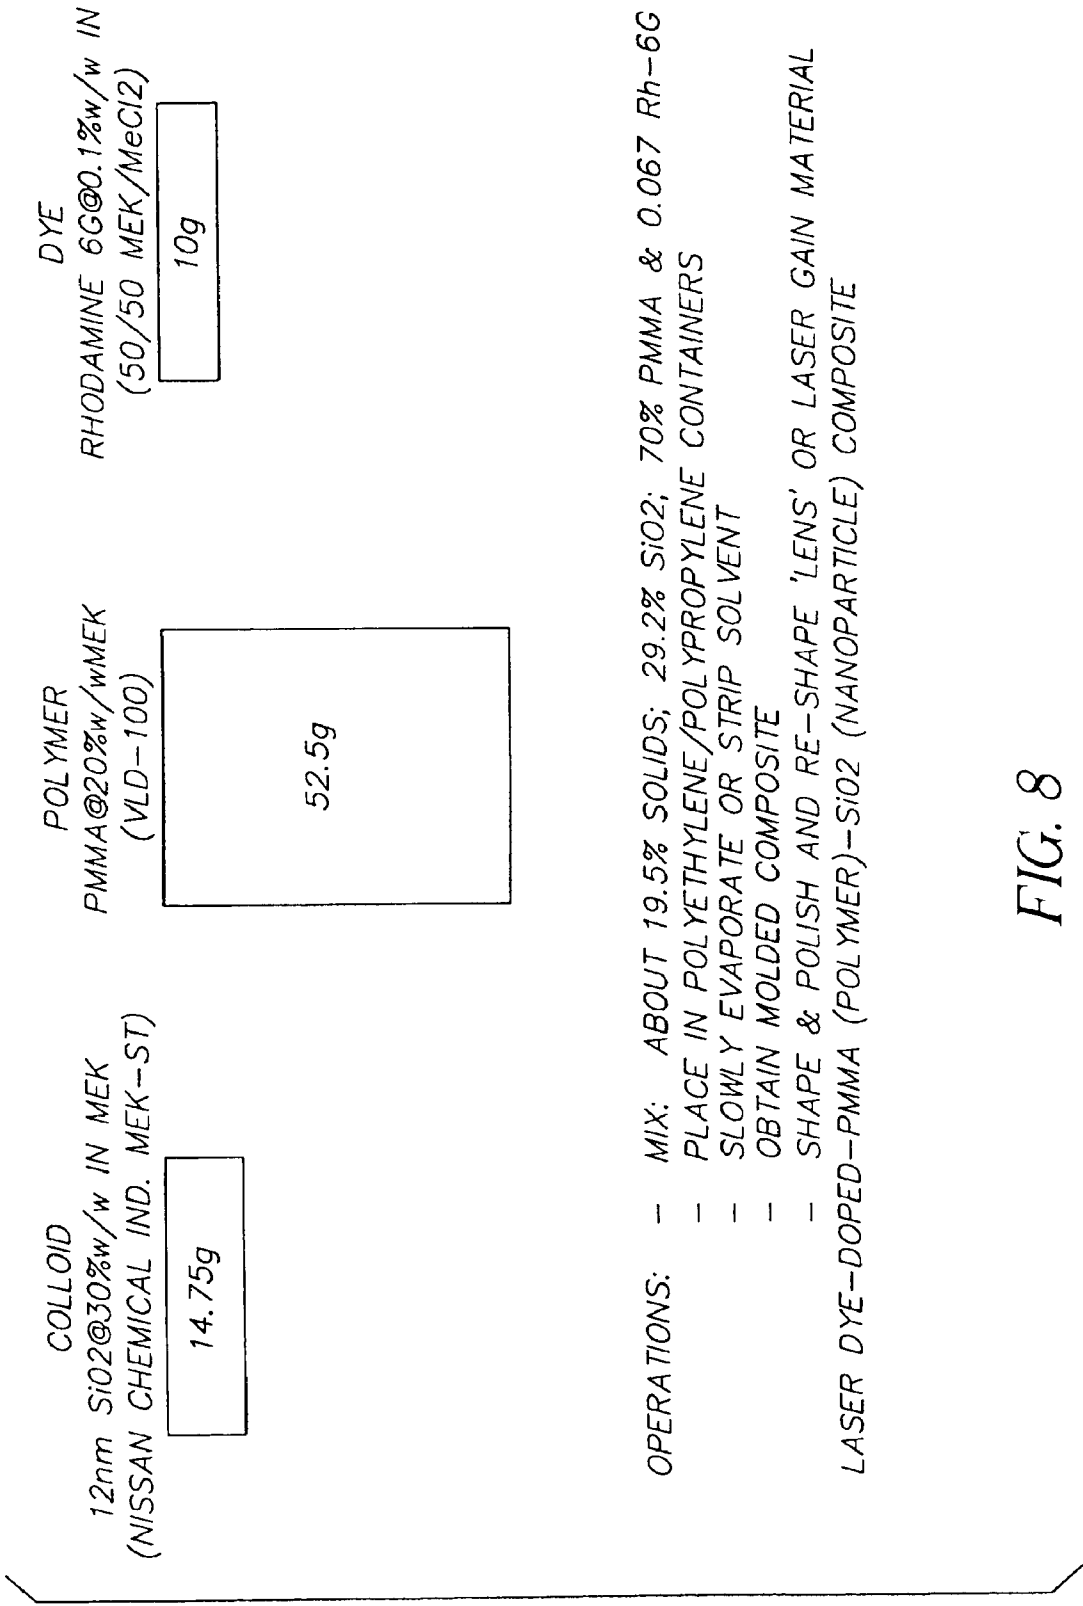 COLLOID
12nm SiO2@30%w/w IN MEK
(NISSAN CHEMICAL IND. MEK-ST)
14.75g
POLYMER
PMMA@20%w/wMEK
(VLD-100)
52.5g
DYE
RHODAMINE 6G@0.1%w/w IN
(50/50 MEK/MeCl2)
10g
OPERATIONS: - MIX: ABOUT 19.5% SOLIDS; 29.2% SiO2; 70% PMMA & 0.067 Rh-6G
- PLACE IN POLYETHYLENE/POLYPROPYLENE CONTAINERS
- SLOWLY EVAPORATE OR STRIP SOLVENT
- OBTAIN MOLDED COMPOSITE
- SHAPE & POLISH AND RE-SHAPE 'LENS' OR LASER GAIN MATERIAL
LASER DYE-DOPED-PMMA (POLYMER)-SiO2 (NANOPARTICLE) COMPOSITE
FIG. 8